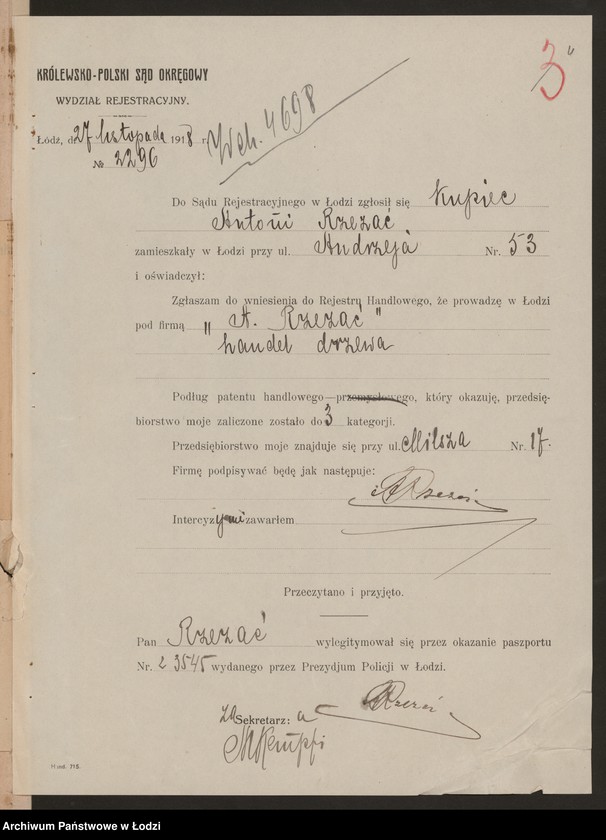 3
KRÓLEWSKO-POLSKI SĄD OKRĘGOWY
WYDZIAŁ REJESTRACYJNY.
Łódź, d. 27 listopada 1918 r.
№ 2296
Wch. 4698
Do Sądu Rejestracyjnego w Łodzi zgłosił się Kupiec
Antoni Rzezać
zamieszkały w Łodzi przy ul. Andrzeja Nr. 53
i oświadczył:
Zgłaszam do wniesienia do Rejestru Handlowego, że prowadzę w Łodzi
pod firmą „A. Rzezać"
handel drzewa
Podług patentu handlowego—przemysłowego, który okazuję, przedsię-
biorstwo moje zaliczone zostało do 3 kategorji.
Przedsiębiorstwo moje znajduje się przy ul. Milsza Nr. 17.
Firmę podpisywać będę jak następuje:
Intercyzy nie zawarłem
Przeczytano i przyjęto.
Pan Rzezać wylegitymował się przez okazanie paszportu
Nr. 23545 wydanego przez Prezydjum Policji w Łodzi.
za Sekretarz: a
H. ind. 715.
Archiwum Państwowe w Łodzi